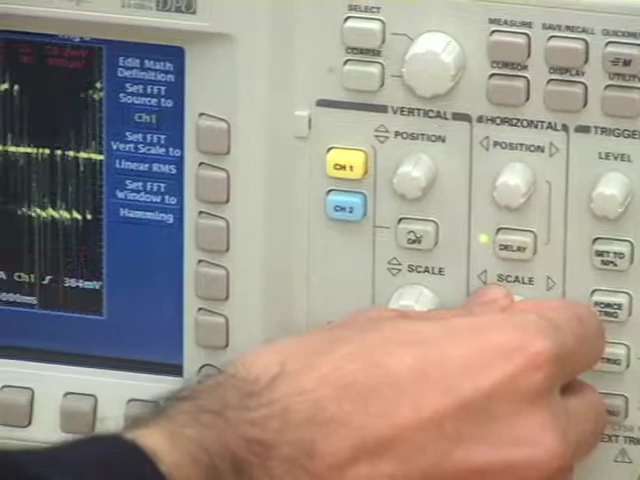 DPO
SELECT
COARSE
MEASURE
SAVE/RECALL
CURSOR
DISPLAY
UTILITY
Edit Math
Definition
Set FFT
Source to
Ch1
Set FFT
Vert Scale to
Linear RMS
Set FFT
Window to
Hamming
Ch1
384mV
VERTICAL
HORIZONTAL
POSITION
POSITION
LEVEL
CH 1
CH 2
OFF
DELAY
SET TO
50%
SCALE
SCALE
FORCE
TRIG
EXT TRIG